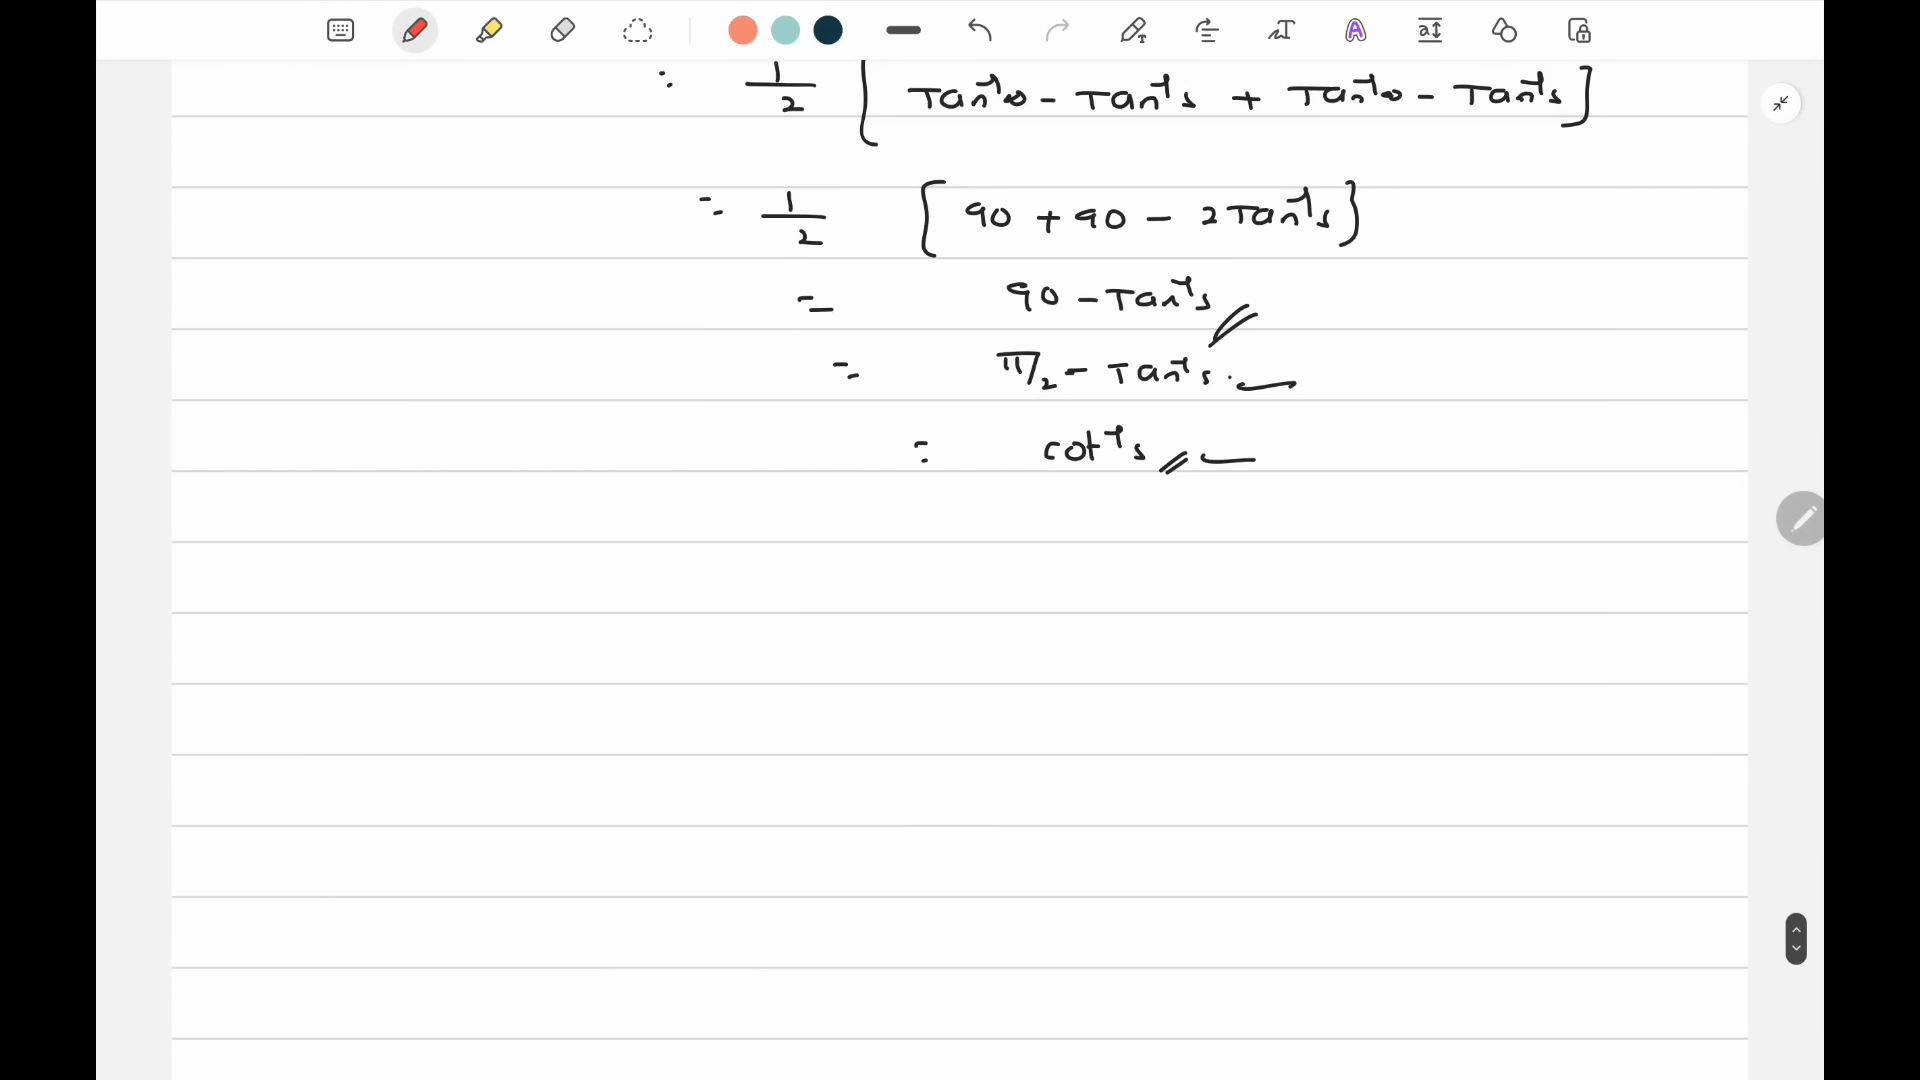 = 1/2 [ Tan⁻¹∞ - Tan⁻¹s + Tan⁻¹∞ - Tan⁻¹s ]
= 1/2 [ 90 + 90 - 2Tan⁻¹s ]
= 90 - Tan⁻¹s
= π/2 - Tan⁻¹s.
= cot⁻¹s